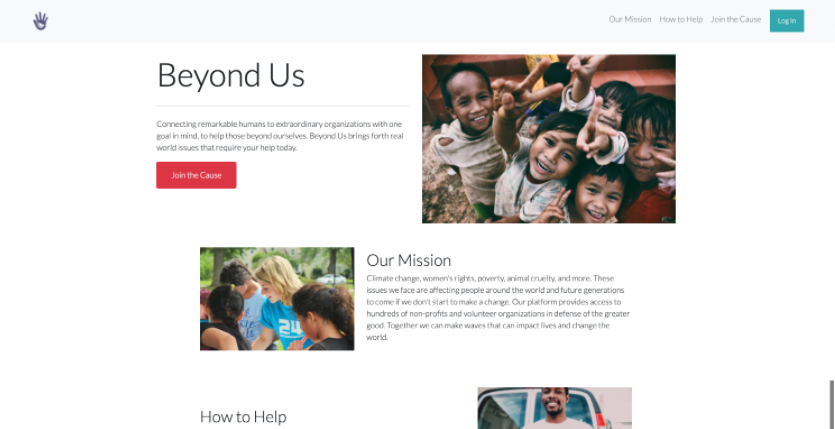 Our Mission How to Help Join the Cause Log In
Beyond Us
Connecting remarkable humans to extraordinary organizations with one
goal in mind, to help those beyond ourselves. Beyond Us brings forth real
world issues that require your help today.
Join the Cause
Our Mission
Climate change, women's rights, poverty, animal cruelty, and more. These
issues we face are affecting people around the world and future generations
to come if we don't start to make a change. Our platform provides access to
hundreds of non-profits and volunteer organizations in defense of the greater
good. Together we can make waves that can impact lives and change the
world.
24
How to Help